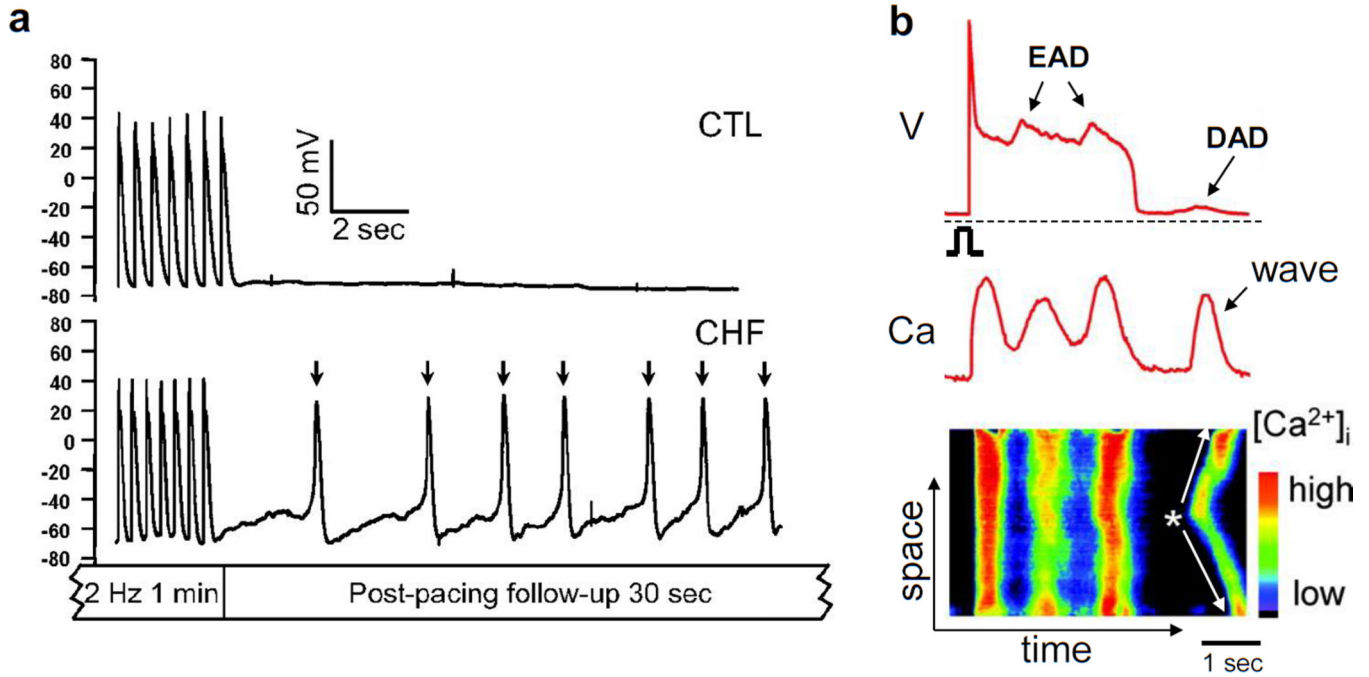 a
80
60
40
20
0
-20
-40
-60
-80
CTL
50 mV
2 sec
80
60
40
20
0
-20
-40
-60
-80
CHF
2 Hz 1 min
Post-pacing follow-up 30 sec
b
V
EAD
DAD
Ca
wave
[Ca2+]i
high
low
*
space
time
1 sec